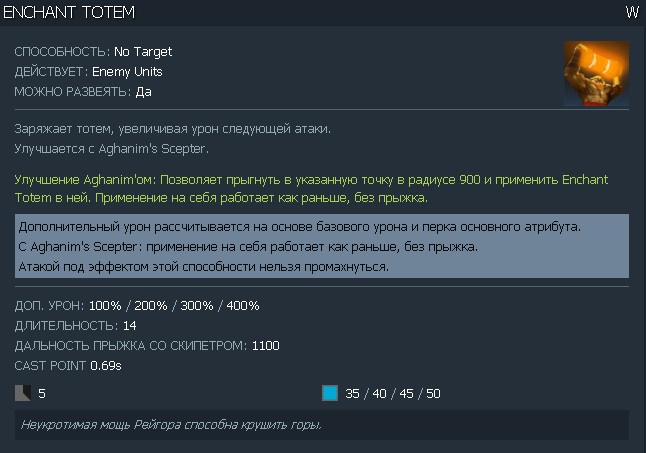 ENCHANT TOTEM W
СПОСОБНОСТЬ: No Target
ДЕЙСТВУЕТ: Enemy Units
МОЖНО РАЗВЕЯТЬ: Да
Заряжает тотем, увеличивая урон следующей атаки.
Улучшается с Aghanim's Scepter.
Улучшение Aghanim'ом: Позволяет прыгнуть в указанную точку в радиусе 900 и применить Enchant
Totem в ней. Применение на себя работает как раньше, без прыжка.
Дополнительный урон рассчитывается на основе базового урона и перка основного атрибута.
С Aghanim's Scepter: применение на себя работает как раньше, без прыжка.
Атакой под эффектом этой способности нельзя промахнуться.
ДОП. УРОН: 100% / 200% / 300% / 400%
ДЛИТЕЛЬНОСТЬ: 14
ДАЛЬНОСТЬ ПРЫЖКА СО СКИПЕТРОМ: 1100
CAST POINT 0.69s
5 35 / 40 / 45 / 50
Неукротимая мощь Рейгора способна крушить горы.